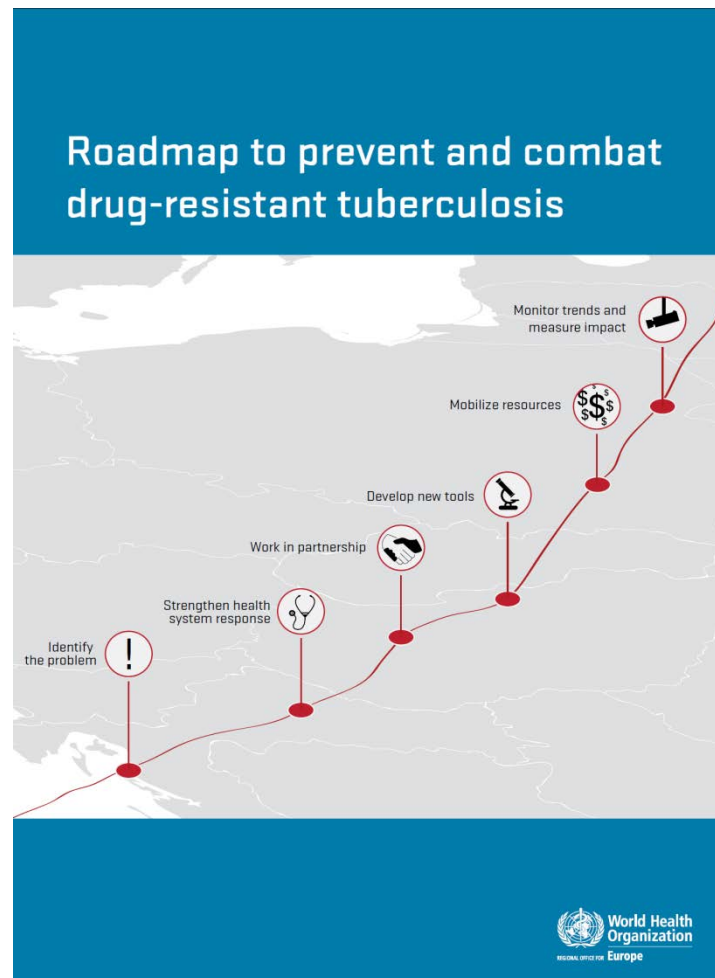 Roadmap to prevent and combat
drug-resistant tuberculosis
Monitor trends and
measure impact
$ $ $ $ $ $ $
Mobilize resources
Develop new tools
Work in partnership
Strengthen health
system response
Identify
the problem
!
World Health
Organization
REGIONAL OFFICE FOR Europe